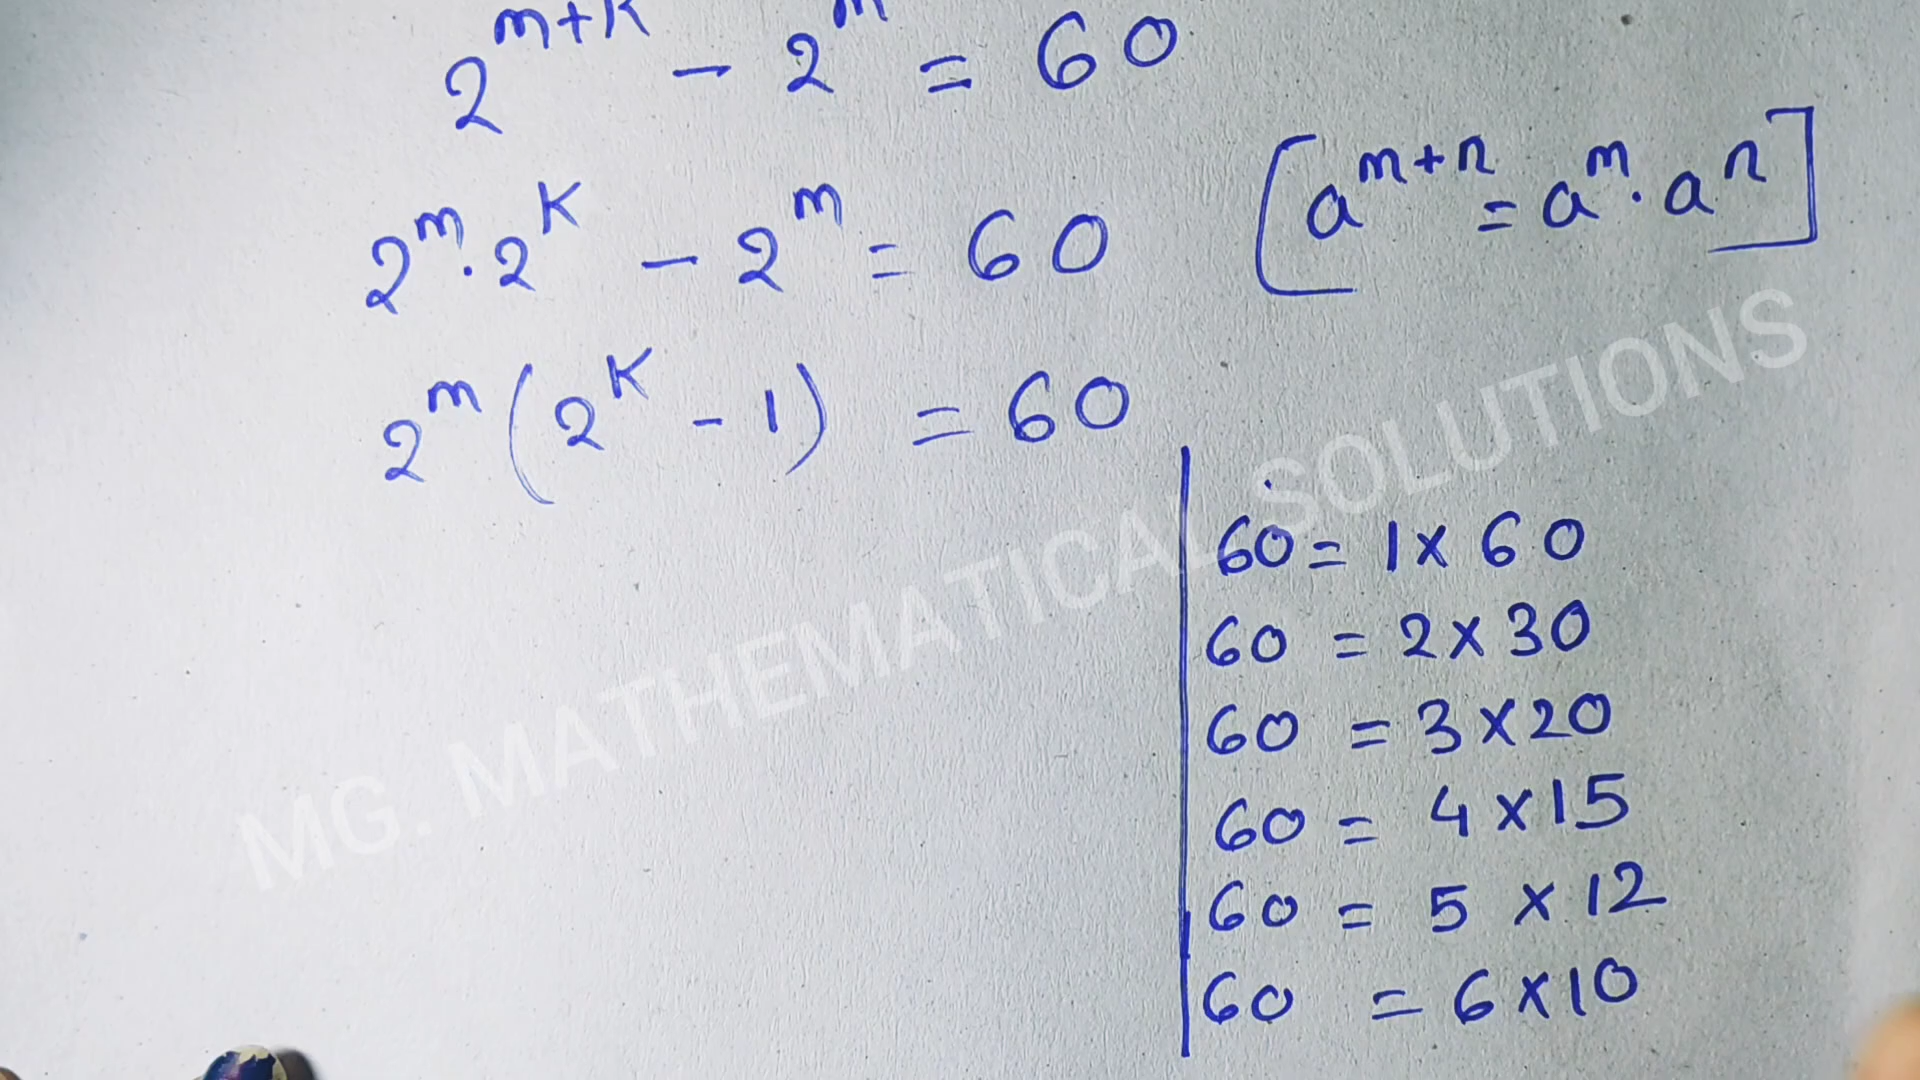 2^{m+k} - 2^m = 60
2^m · 2^k - 2^m = 60 [a^{m+n} = a^m · a^n]
2^m (2^k - 1) = 60
60 = 1 × 60
60 = 2 × 30
60 = 3 × 20
60 = 4 × 15
60 = 5 × 12
60 = 6 × 10
MG. MATHEMATICAL SOLUTIONS